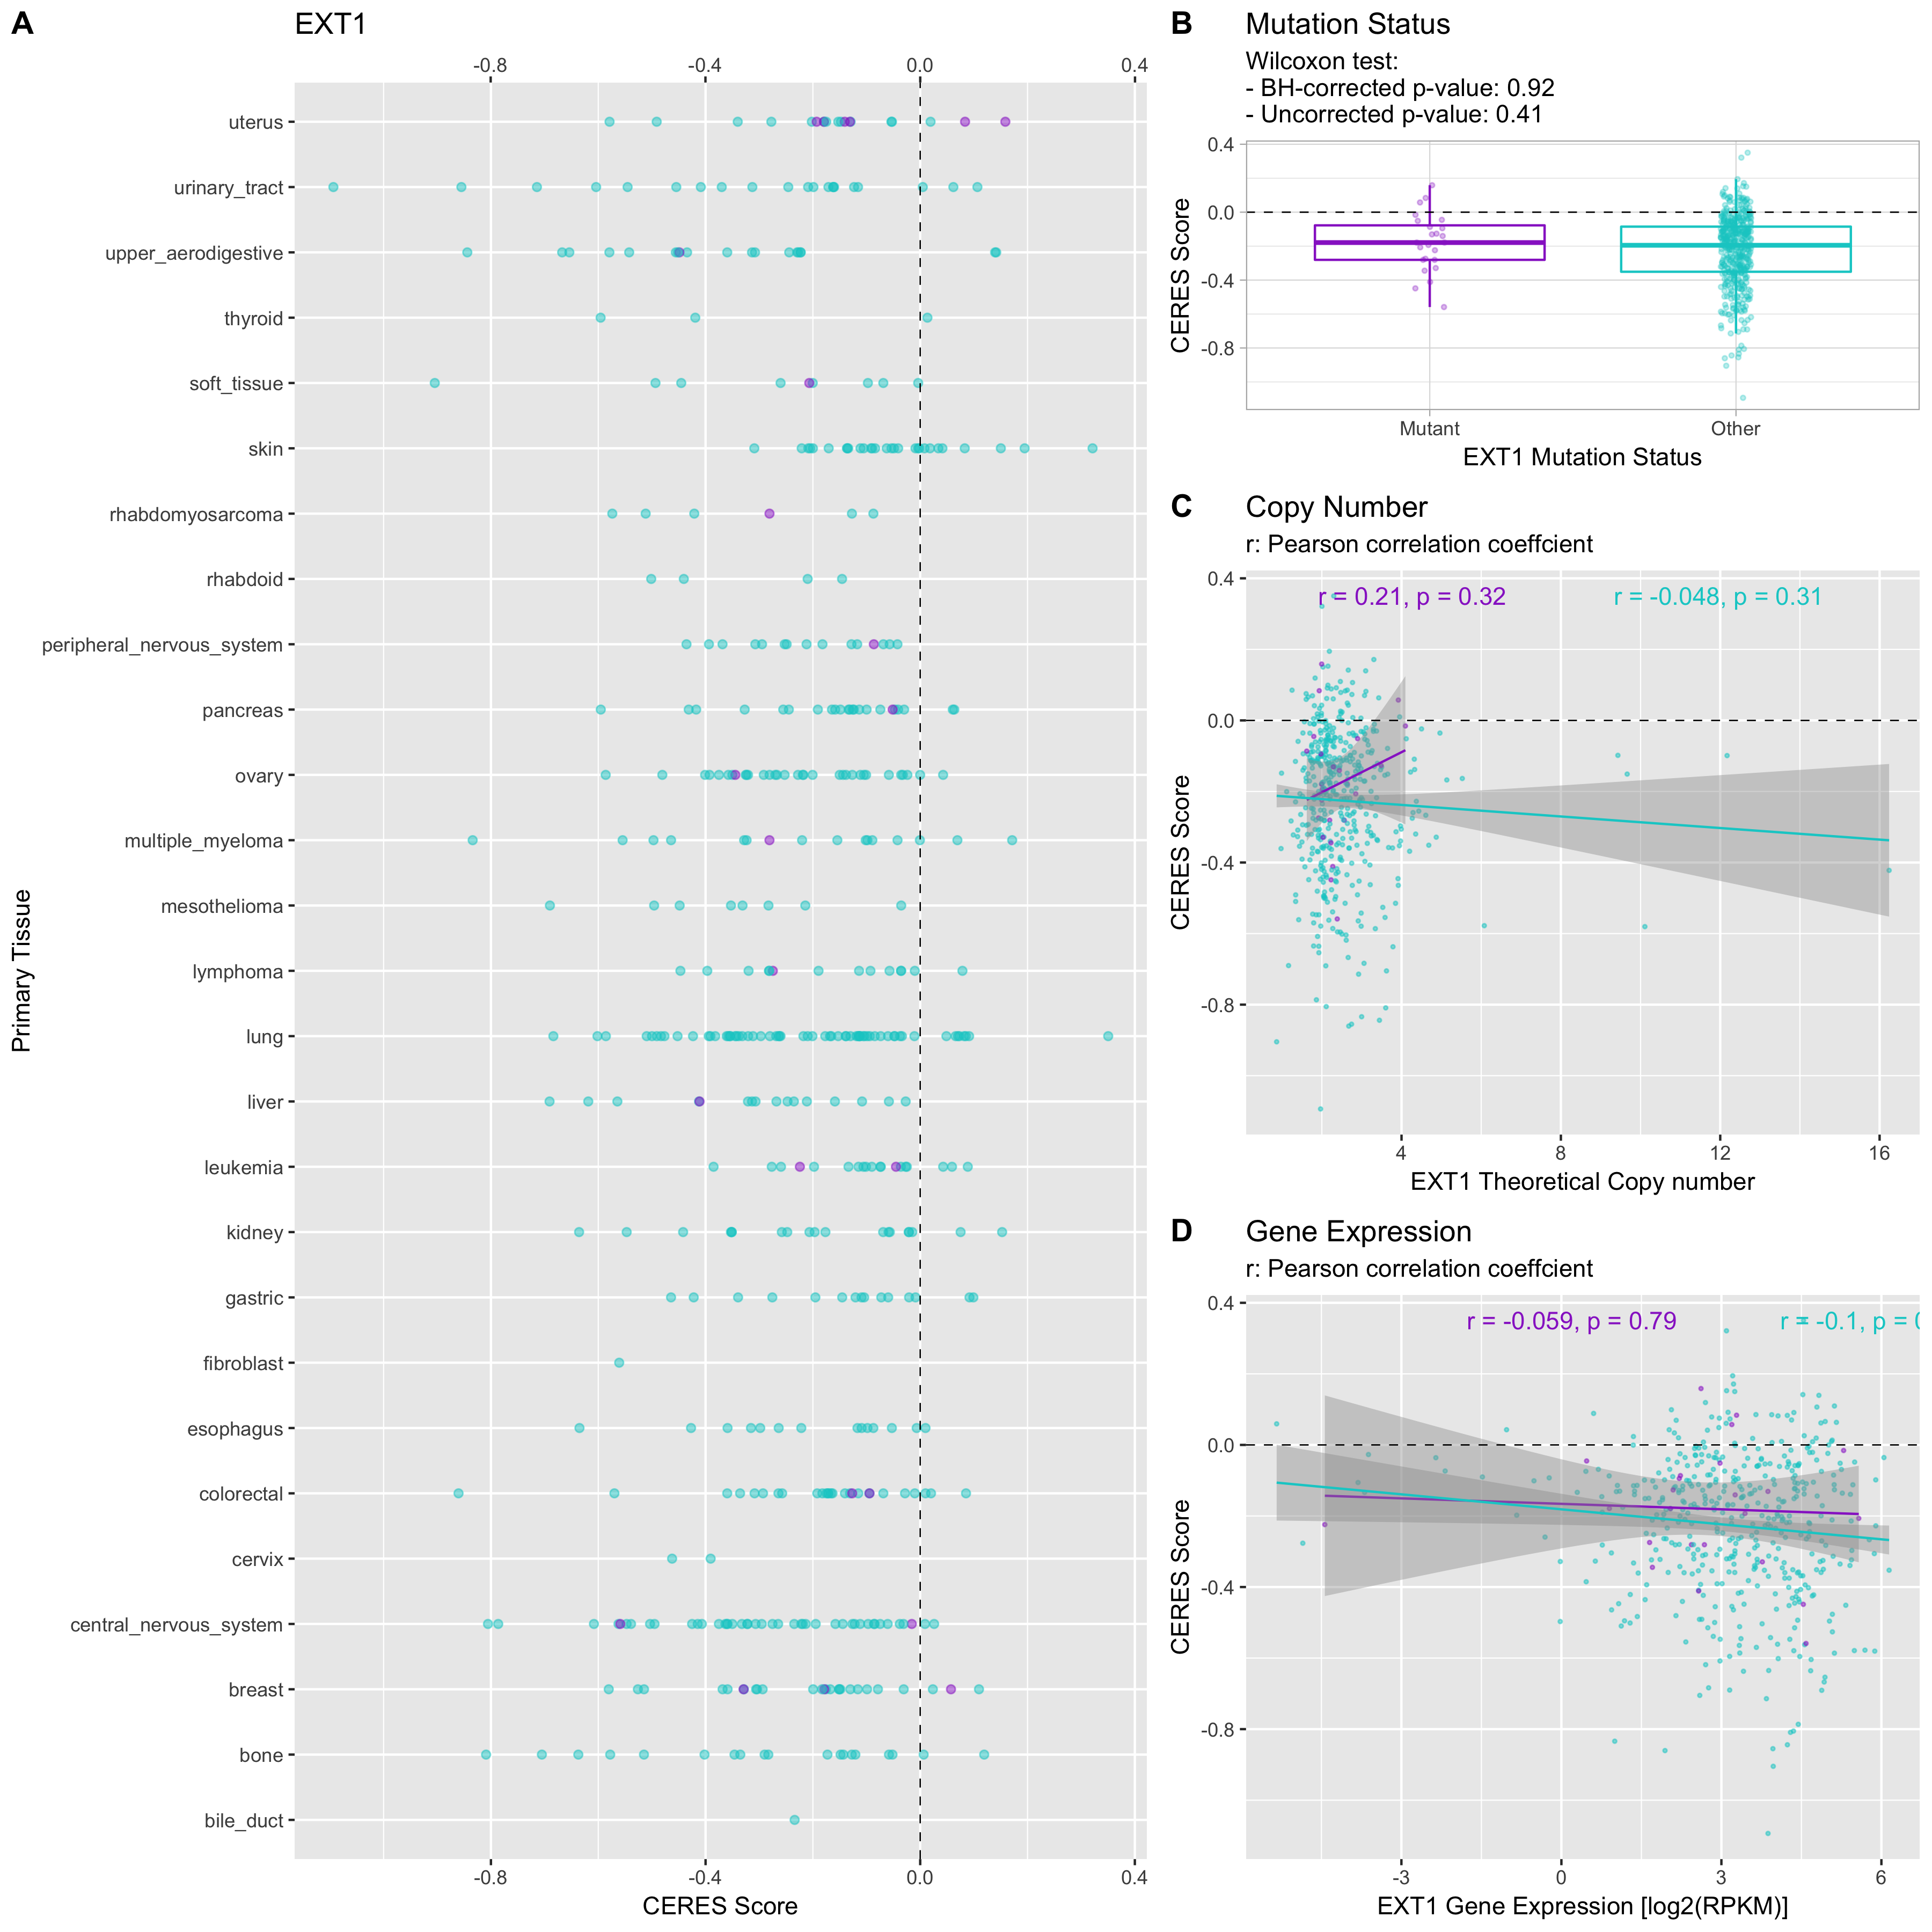 A
EXT1
-0.8 -0.4 0.0 0.4
Primary Tissue
uterus
urinary_tract
upper_aerodigestive
thyroid
soft_tissue
skin
rhabdomyosarcoma
rhabdoid
peripheral_nervous_system
pancreas
ovary
multiple_myeloma
mesothelioma
lymphoma
lung
liver
leukemia
kidney
gastric
fibroblast
esophagus
colorectal
cervix
central_nervous_system
breast
bone
bile_duct
-0.8 -0.4 0.0 0.4
CERES Score
B
Mutation Status
Wilcoxon test:
- BH-corrected p-value: 0.92
- Uncorrected p-value: 0.41
CERES Score
0.4
0.0
-0.4
-0.8
Mutant Other
EXT1 Mutation Status
C
Copy Number
r: Pearson correlation coeffcient
r = 0.21, p = 0.32 r = -0.048, p = 0.31
CERES Score
0.4
0.0
-0.4
-0.8
4 8 12 16
EXT1 Theoretical Copy number
D
Gene Expression
r: Pearson correlation coeffcient
r = -0.059, p = 0.79 r = -0.1, p =
CERES Score
0.4
0.0
-0.4
-0.8
-3 0 3 6
EXT1 Gene Expression [log2(RPKM)]